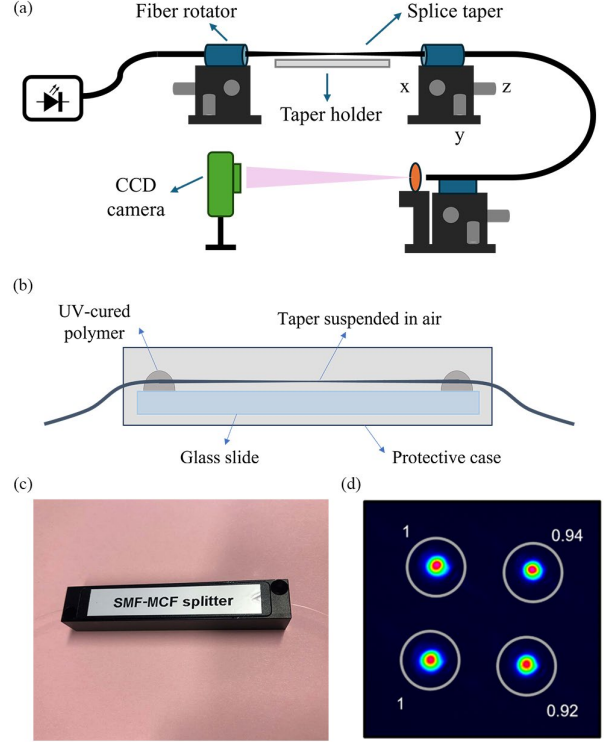 (a)
Fiber rotator
Splice taper
Taper holder
x
z
y
CCD
camera
(b)
UV-cured
polymer
Taper suspended in air
Glass slide
Protective case
(c)
(d)
SMF-MCF splitter
1
0.94
1
0.92